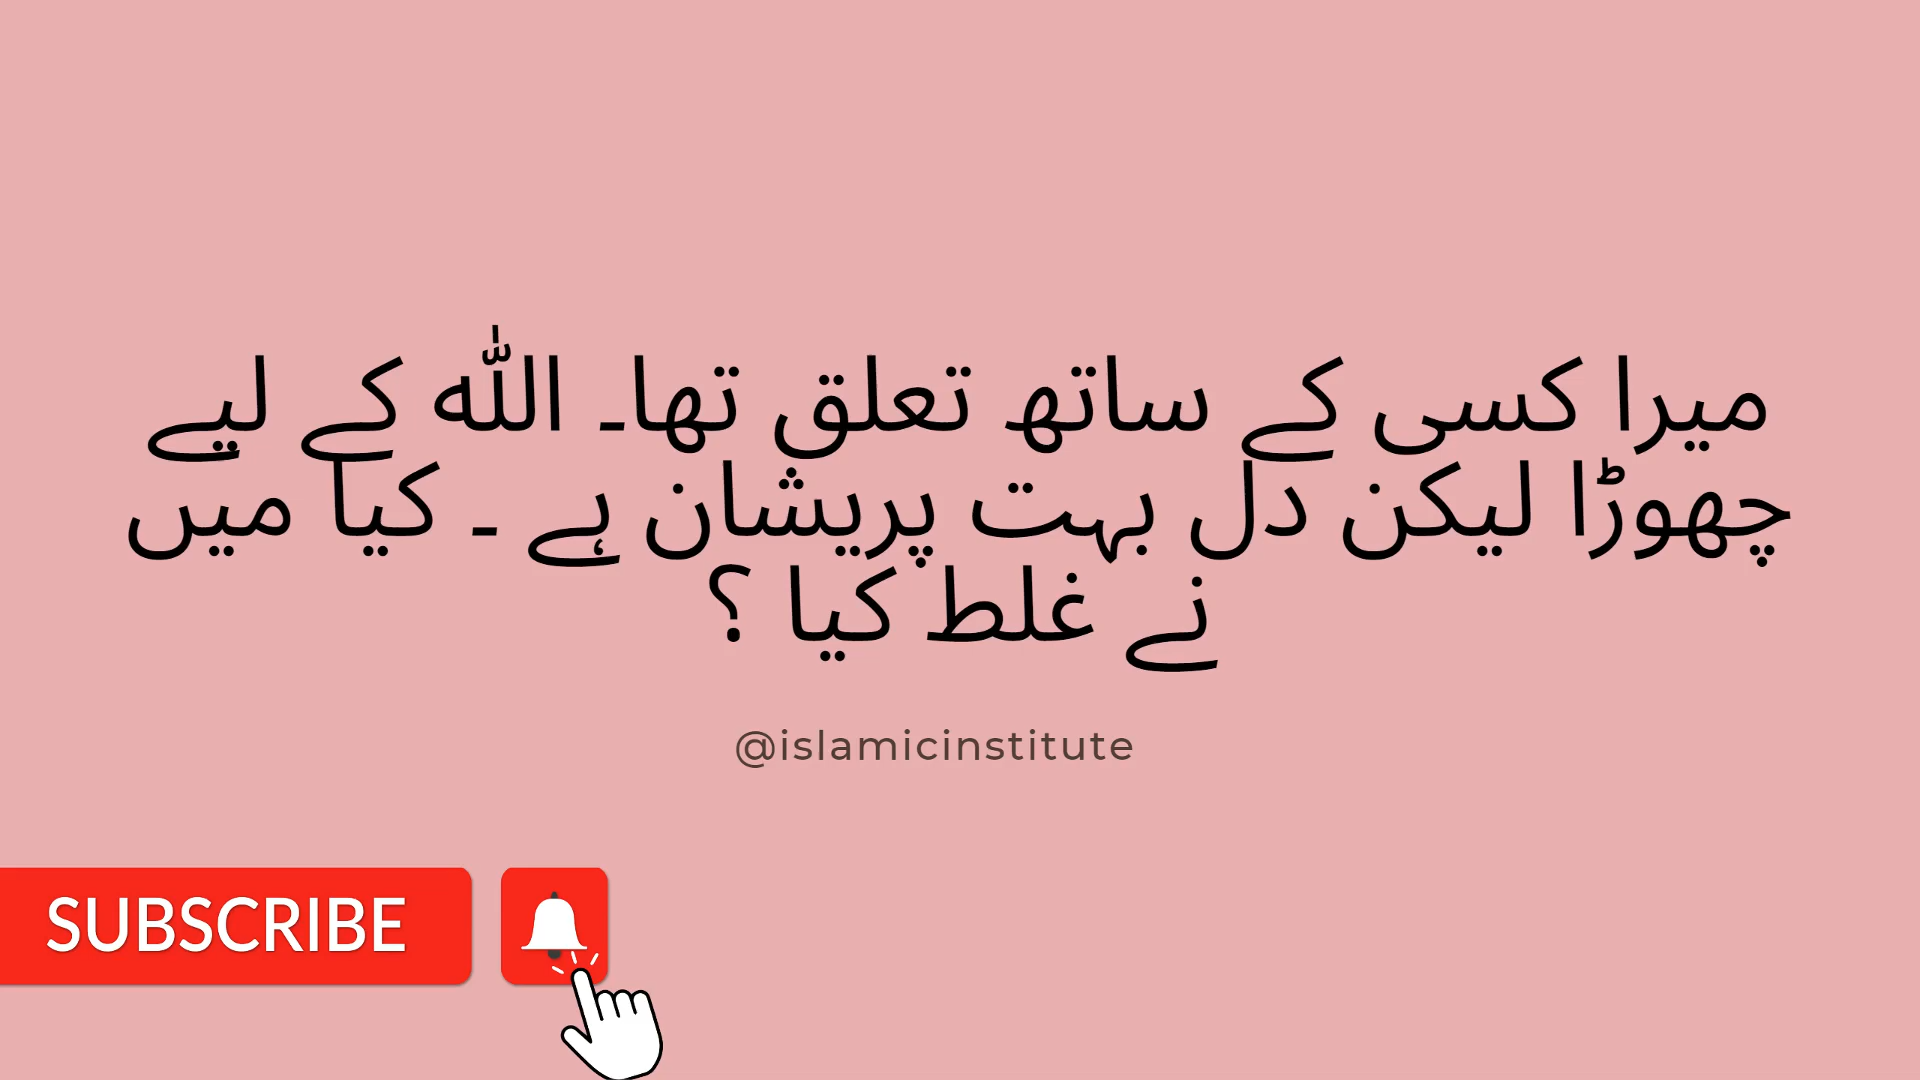 میرا کسی کے ساتھ تعلق تھا۔ اللہ کے لیے
چھوڑا لیکن دل بہت پریشان ہے ۔ کیا میں
نے غلط کیا ؟
@islamicinstitute
SUBSCRIBE